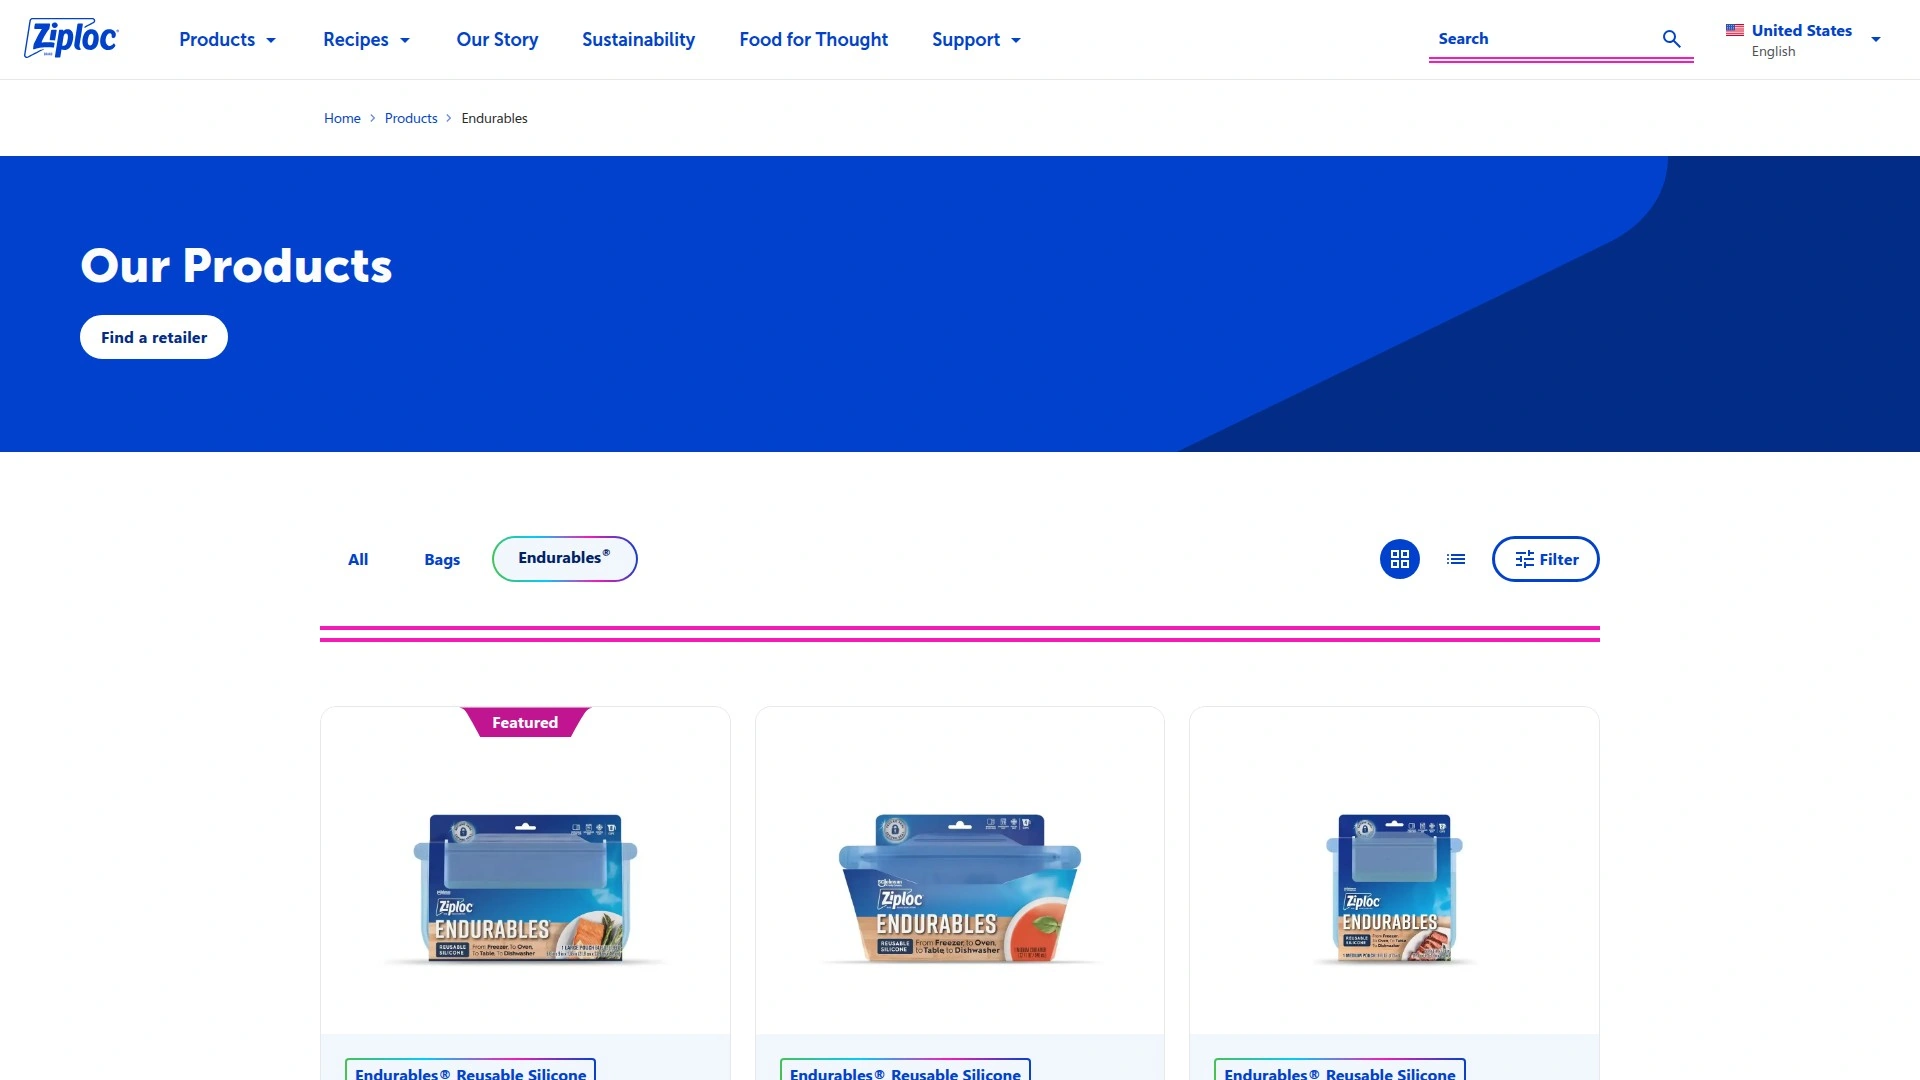 Ziploc
Products
Recipes
Our Story
Sustainability
Food for Thought
Support
Search
United States
English
Home
Products
Endurables
Our Products
Find a retailer
All
Bags
Endurables®
Filter
Featured
Ziploc
ENDURABLES
REUSABLE SILICONE
From Freezer, to Oven,
to Table, to Dishwasher
Ziploc
ENDURABLES
REUSABLE SILICONE
From Freezer, to Oven,
to Table, to Dishwasher
Ziploc
ENDURABLES
Endurables® Reusable Silicone
Endurables® Reusable Silicone
Endurables® Reusable Silicone